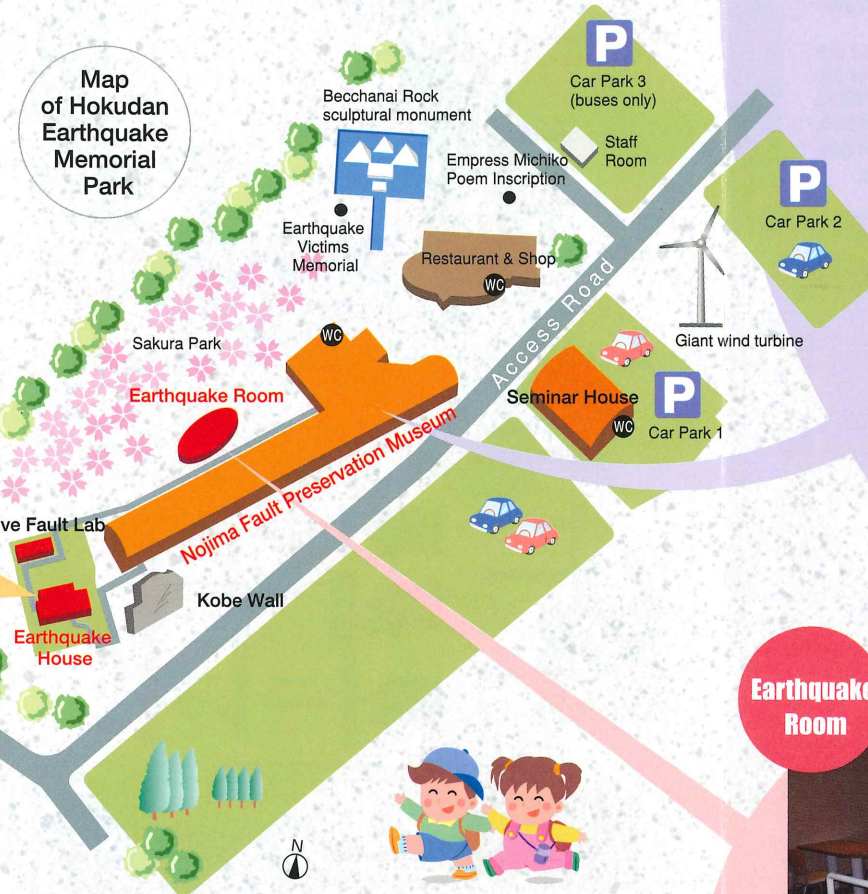 Map
of Hokudan
Earthquake
Memorial
Park
P
Car Park 3
(buses only)
Becchanai Rock
sculptural monument
Staff
Room
Empress Michiko
Poem Inscription
P
Car Park 2
Earthquake
Victims
Memorial
Restaurant & Shop
WC
Access Road
Giant wind turbine
WC
Sakura Park
Earthquake Room
Seminar House
WC
P
Car Park 1
Nojima Fault Preservation Museum
ve Fault Lab
Kobe Wall
Earthquake
House
Earthquake
Room
N